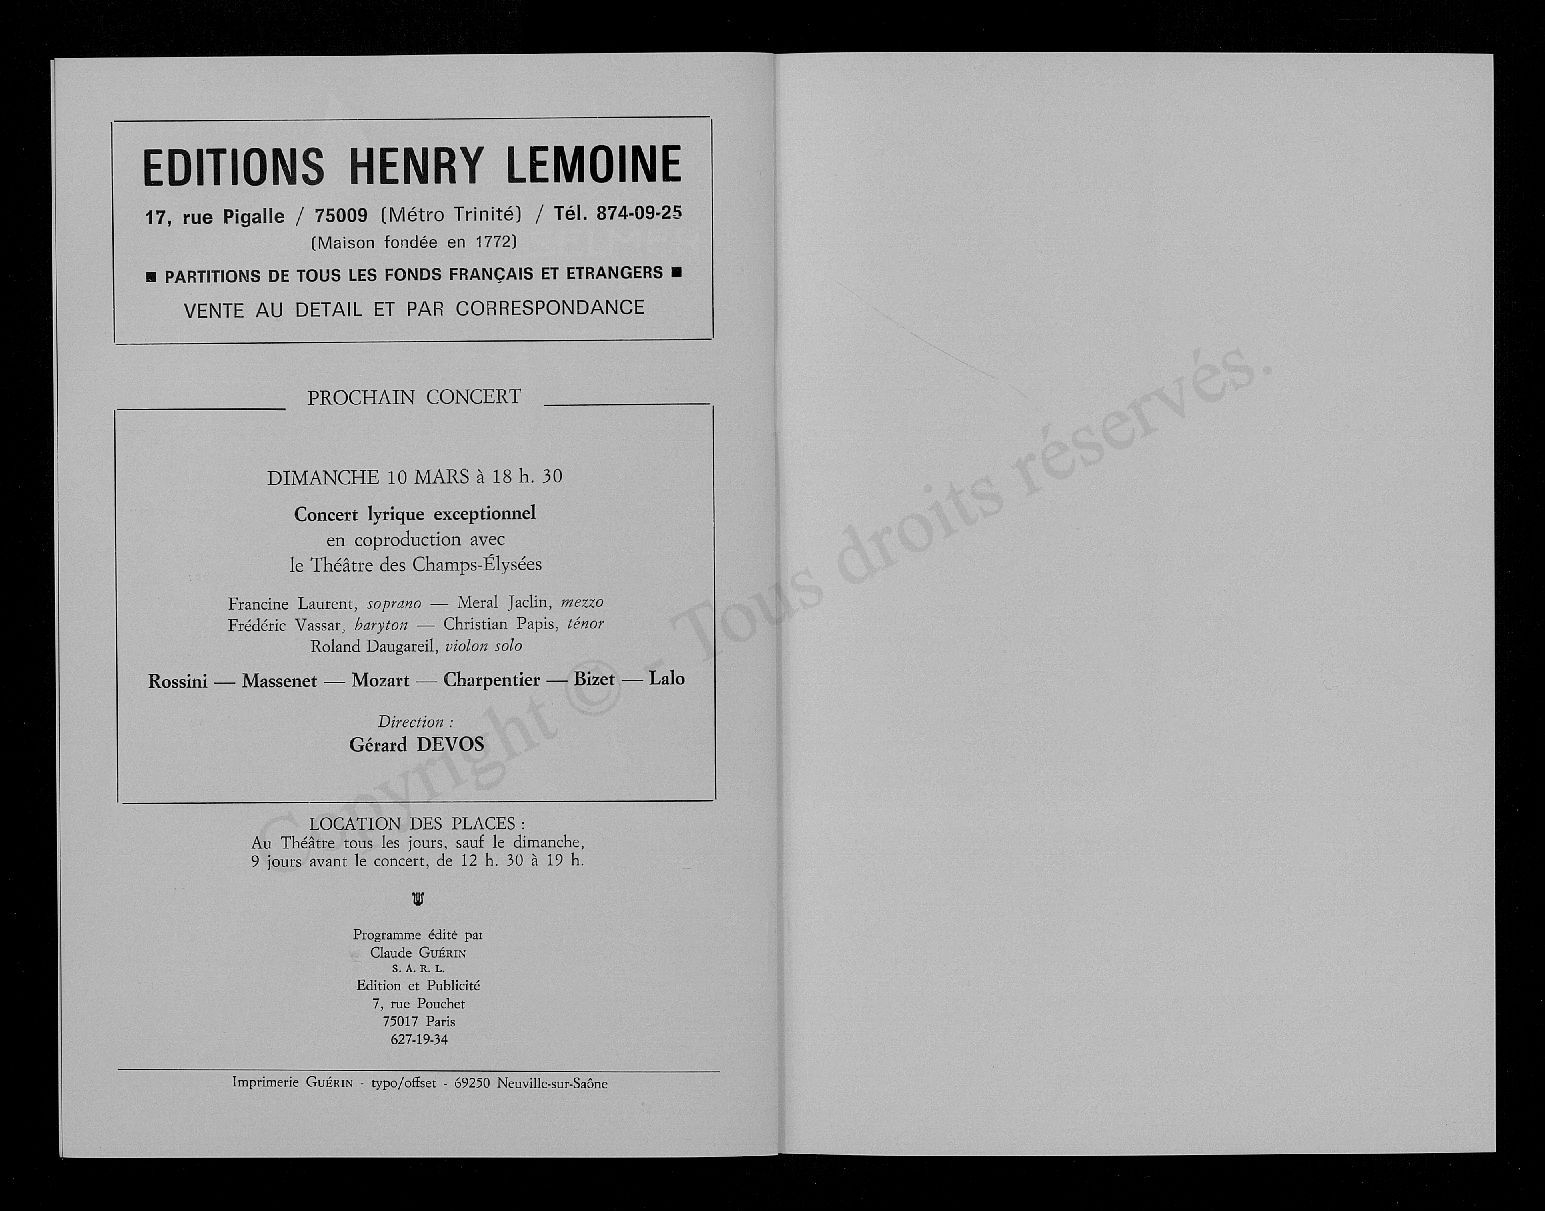 EDITIONS HENRY LEMOINE
17, rue Pigalle / 75009 (Métro Trinité) / Tél. 874-09-25
(Maison fondée en 1772)
■ PARTITIONS DE TOUS LES FONDS FRANÇAIS ET ETRANGERS ■
VENTE AU DETAIL ET PAR CORRESPONDANCE
PROCHAIN CONCERT
DIMANCHE 10 MARS à 18 h. 30
Concert lyrique exceptionnel
en coproduction avec
le Théâtre des Champs-Élysées
Francine Laurent, soprano — Meral Jaclin, mezzo
Frédéric Vassar, baryton — Christian Papis, ténor
Roland Daugareil, violon solo
Rossini — Massenet — Mozart — Charpentier — Bizet — Lalo
Direction :
Gérard DEVOS
LOCATION DES PLACES :
Au Théâtre tous les jours, sauf le dimanche,
9 jours avant le concert, de 12 h. 30 à 19 h.
Programme édité par
Claude GUÉRIN
S. A. R. L.
Edition et Publicité
7, rue Pouchet
75017 Paris
627-19-34
Imprimerie GUÉRIN - typo/offset - 69250 Neuville-sur-Saône
Copyright © - Tous droits réservés.